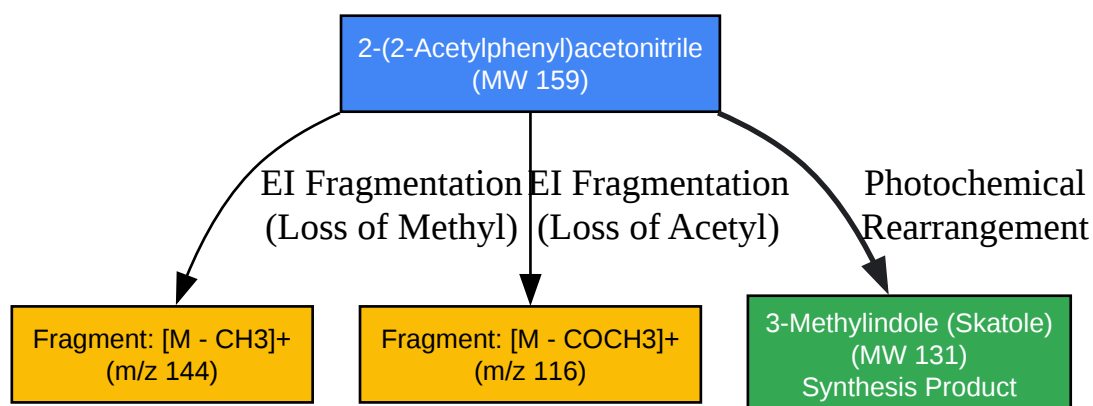 2-(2-Acetylphenyl)acetonitrile
(MW 159)
EI Fragmentation
(Loss of Methyl)
EI Fragmentation
(Loss of Acetyl)
Photochemical
Rearrangement
Fragment: [M - CH3]+
(m/z 144)
Fragment: [M - COCH3]+
(m/z 116)
3-Methylindole (Skatole)
(MW 131)
Synthesis Product